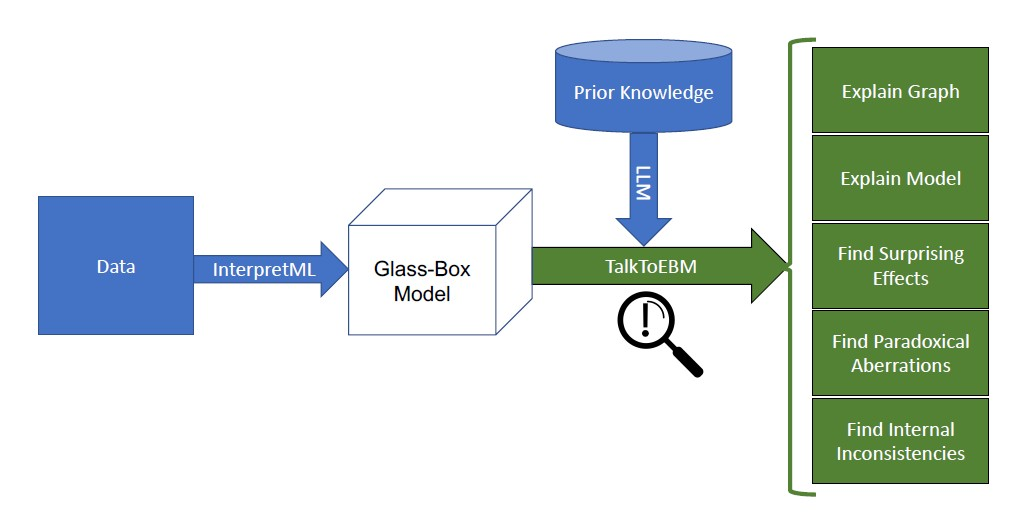 Data
InterpretML
Glass-Box
Model
Prior Knowledge
LLM
TalkToEBM
!
Explain Graph
Explain Model
Find Surprising
Effects
Find Paradoxical
Aberrations
Find Internal
Inconsistencies